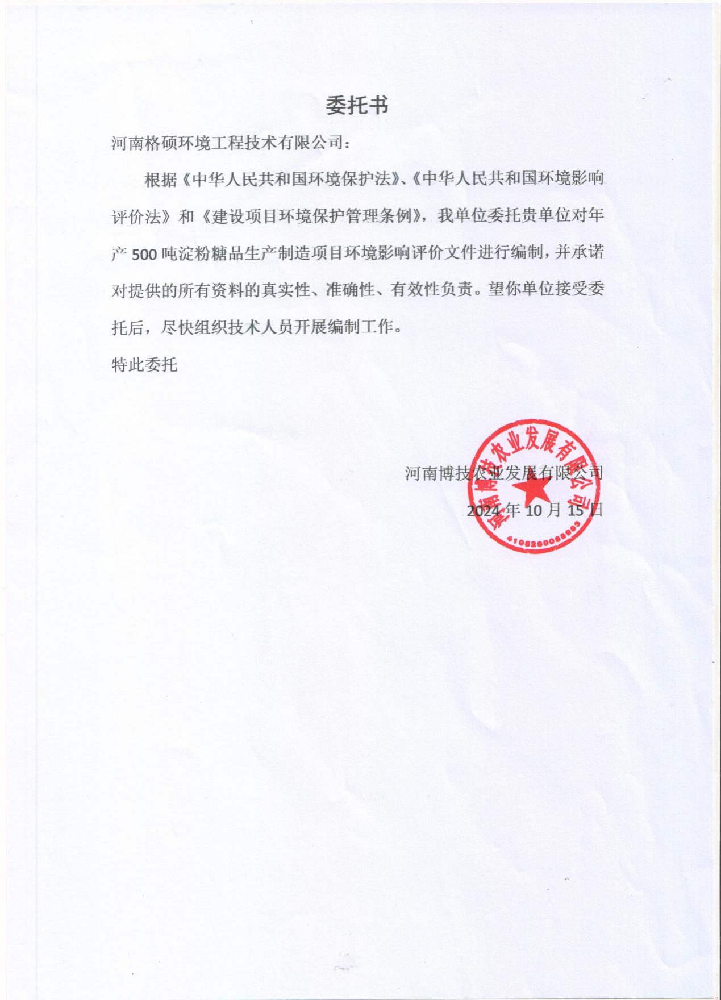 委托书
河南格硕环境工程技术有限公司：
根据《中华人民共和国环境保护法》、《中华人民共和国环境影响
评价法》和《建设项目环境保护管理条例》，我单位委托贵单位对年
产 500 吨淀粉糖品生产制造项目环境影响评价文件进行编制，并承诺
对提供的所有资料的真实性、准确性、有效性负责。望你单位接受委
托后，尽快组织技术人员开展编制工作。
特此委托
河南博技农业发展有限公司
2024 年 10 月 15 日
河南博技农业发展有限公司